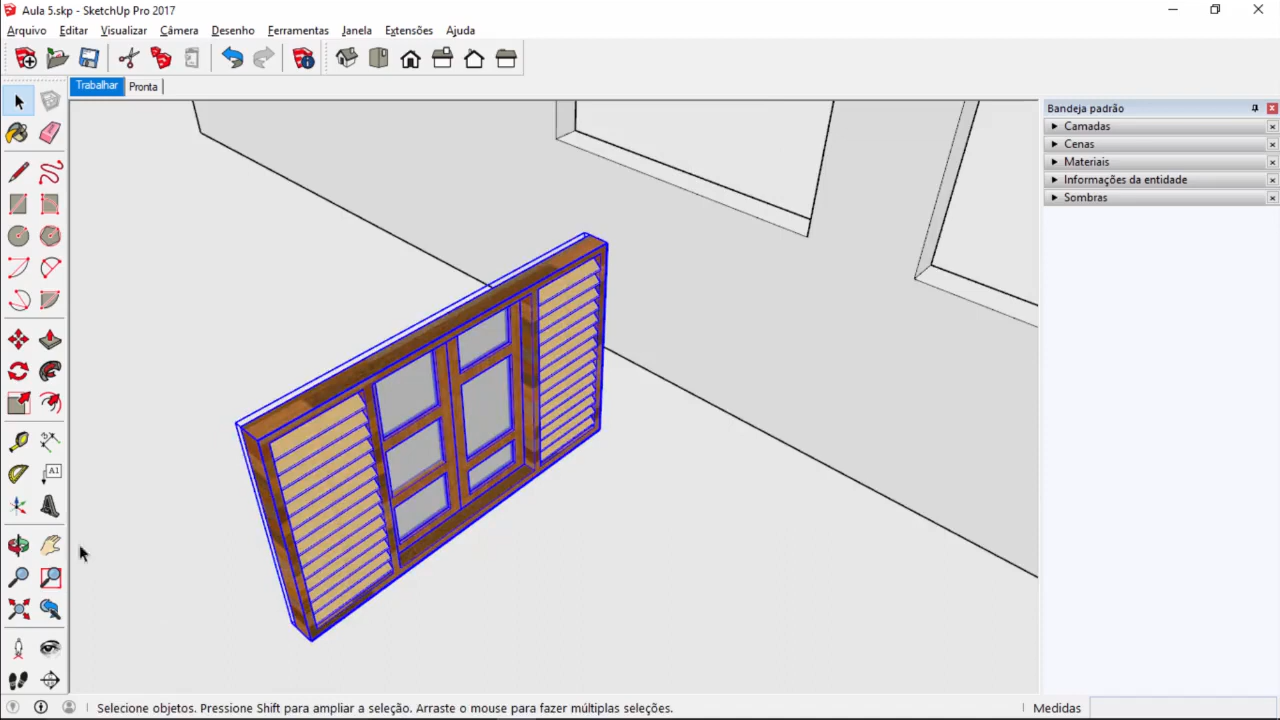 Aula 5.skp - SketchUp Pro 2017
Arquivo Editar Visualizar Câmera Desenho Ferramentas Janela Extensões Ajuda
Trabalhar Pronta
Bandeja padrão
Camadas
Cenas
Materiais
Informações da entidade
Sombras
A1
Selecione objetos. Pressione Shift para ampliar a seleção. Arraste o mouse para fazer múltiplas seleções. Medidas